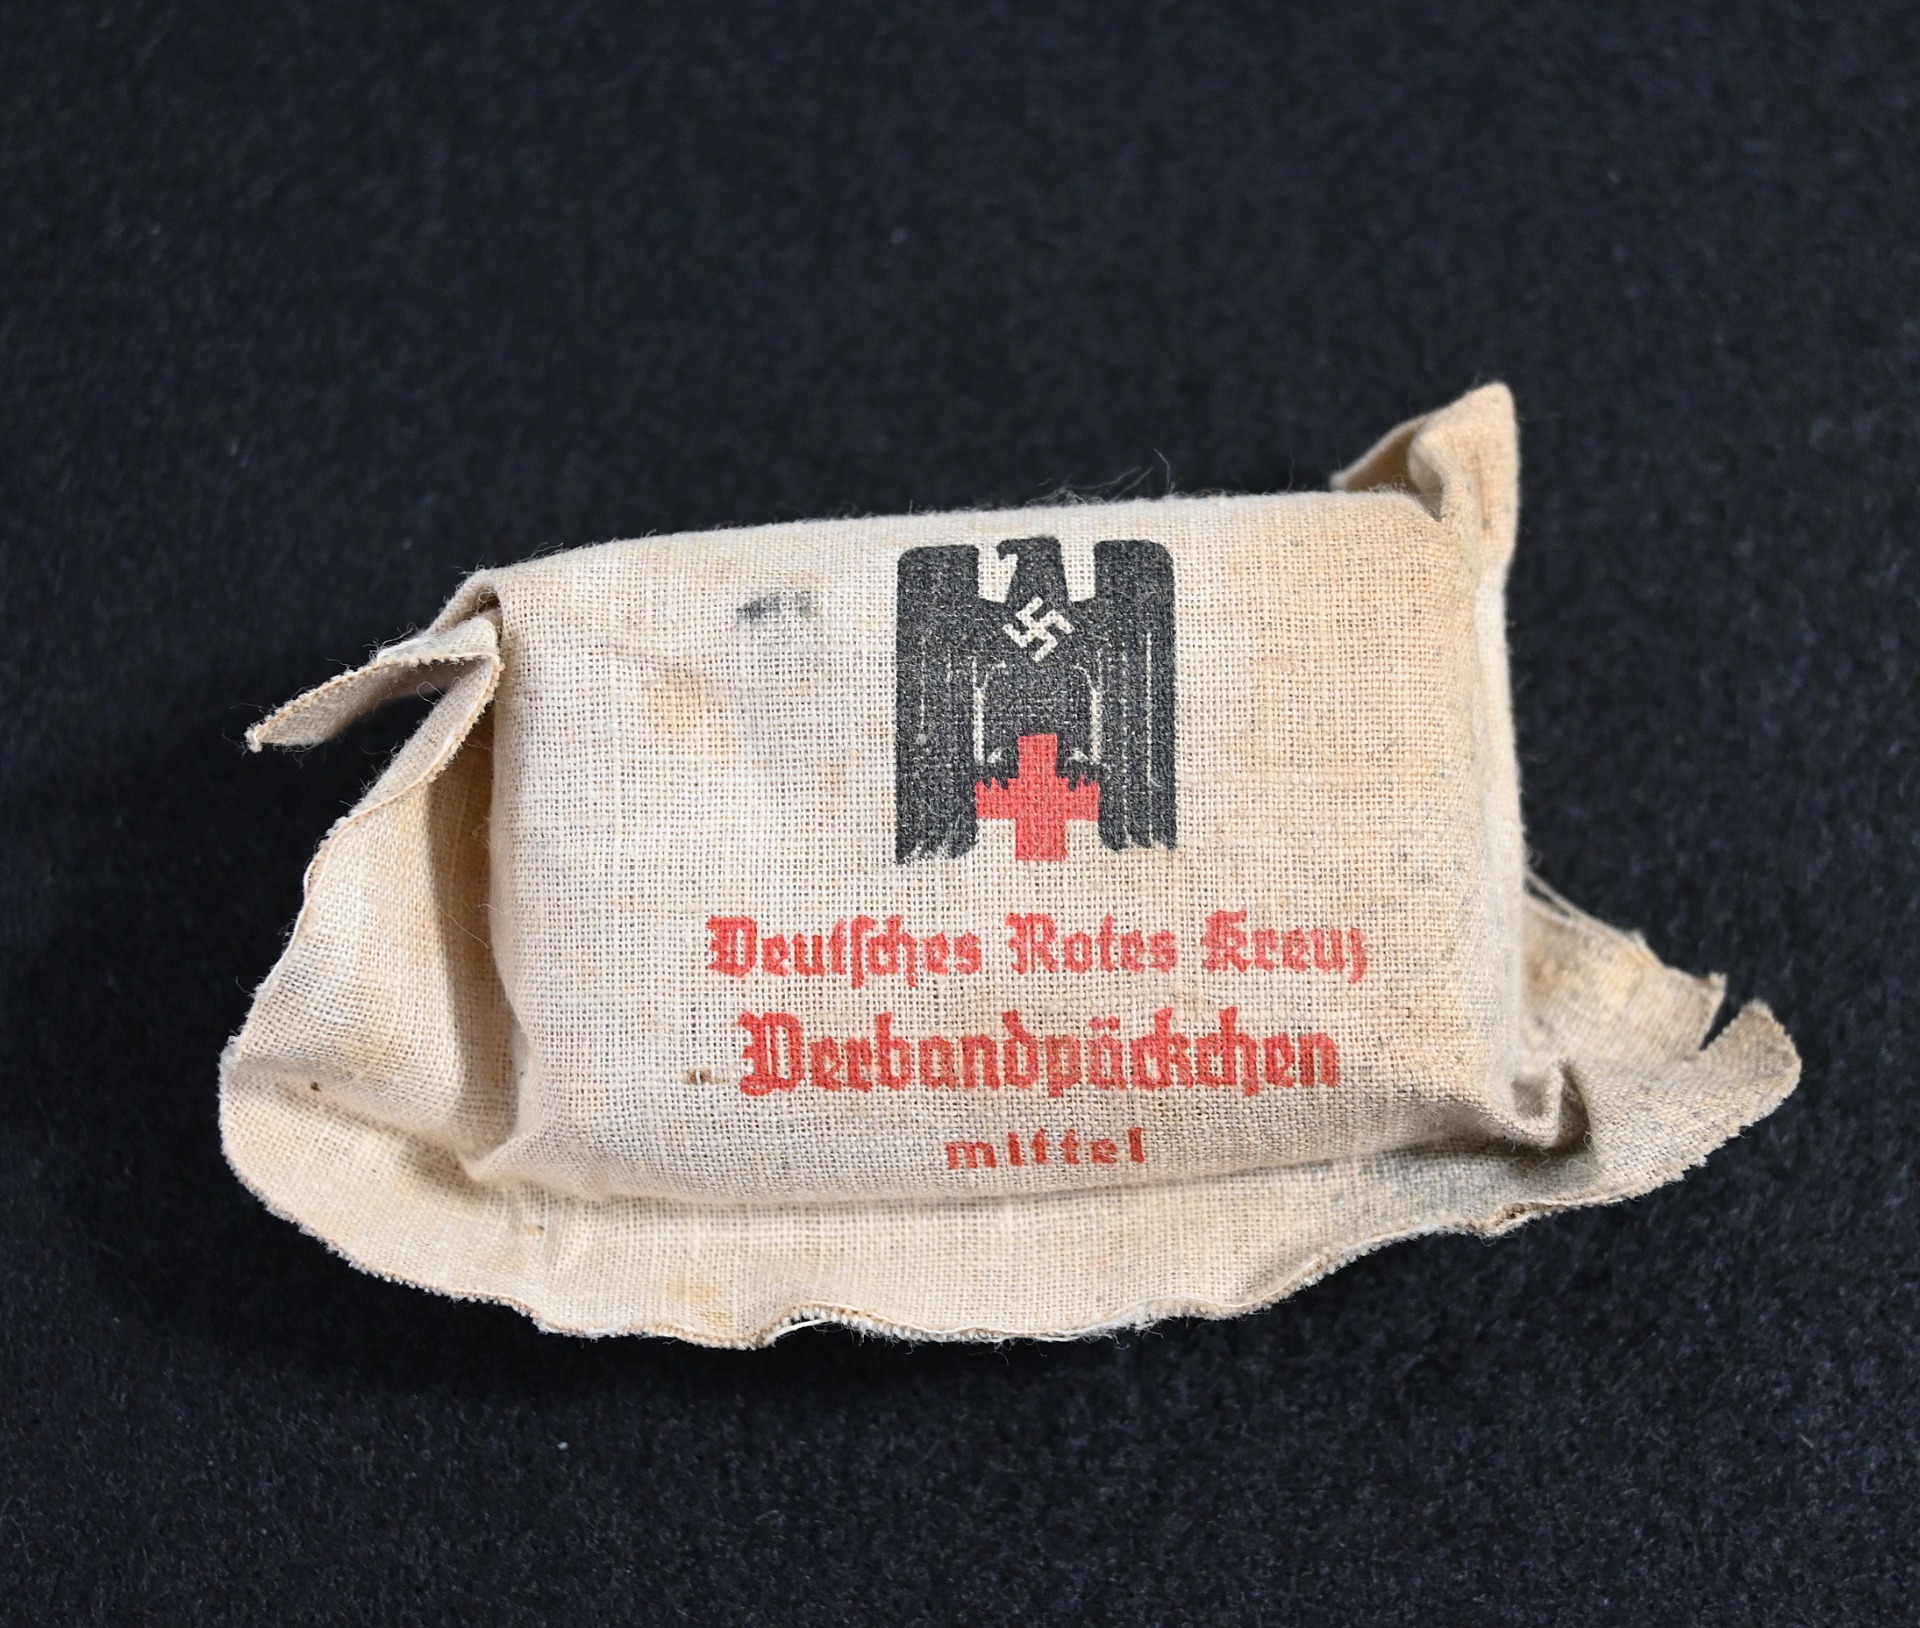 Deutsches Rotes Kreuz
Verbandpäckchen
mittel